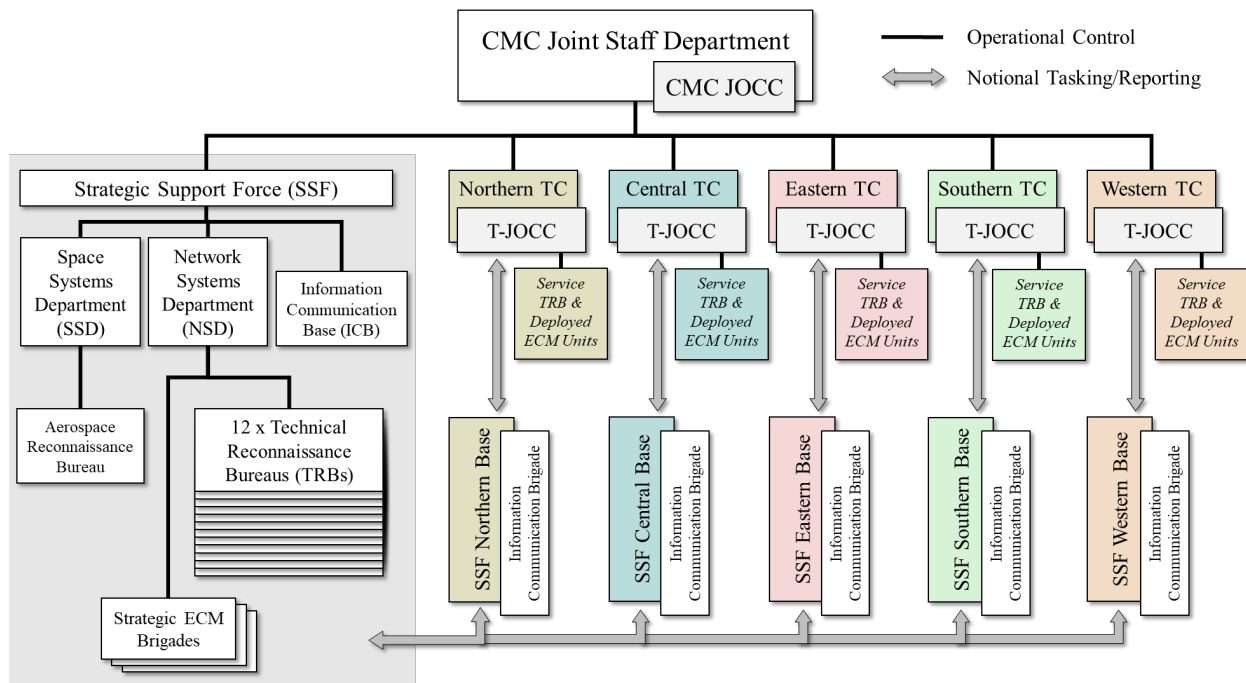 CMC Joint Staff Department
CMC JOCC
Operational Control
Notional Tasking/Reporting
Strategic Support Force (SSF)
Space
Systems
Department
(SSD)
Network
Systems
Department
(NSD)
Information
Communication
Base (ICB)
Aerospace
Reconnaissance
Bureau
12 x Technical
Reconnaissance
Bureaus (TRBs)
Strategic ECM
Brigades
Northern TC
T-JOCC
Service
TRB &
Deployed
ECM Units
SSF Northern Base
Information
Communication Brigade
Central TC
T-JOCC
Service
TRB &
Deployed
ECM Units
SSF Central Base
Information
Communication Brigade
Eastern TC
T-JOCC
Service
TRB &
Deployed
ECM Units
SSF Eastern Base
Information
Communication Brigade
Southern TC
T-JOCC
Service
TRB &
Deployed
ECM Units
SSF Southern Base
Information
Communication Brigade
Western TC
T-JOCC
Service
TRB &
Deployed
ECM Units
SSF Western Base
Information
Communication Brigade